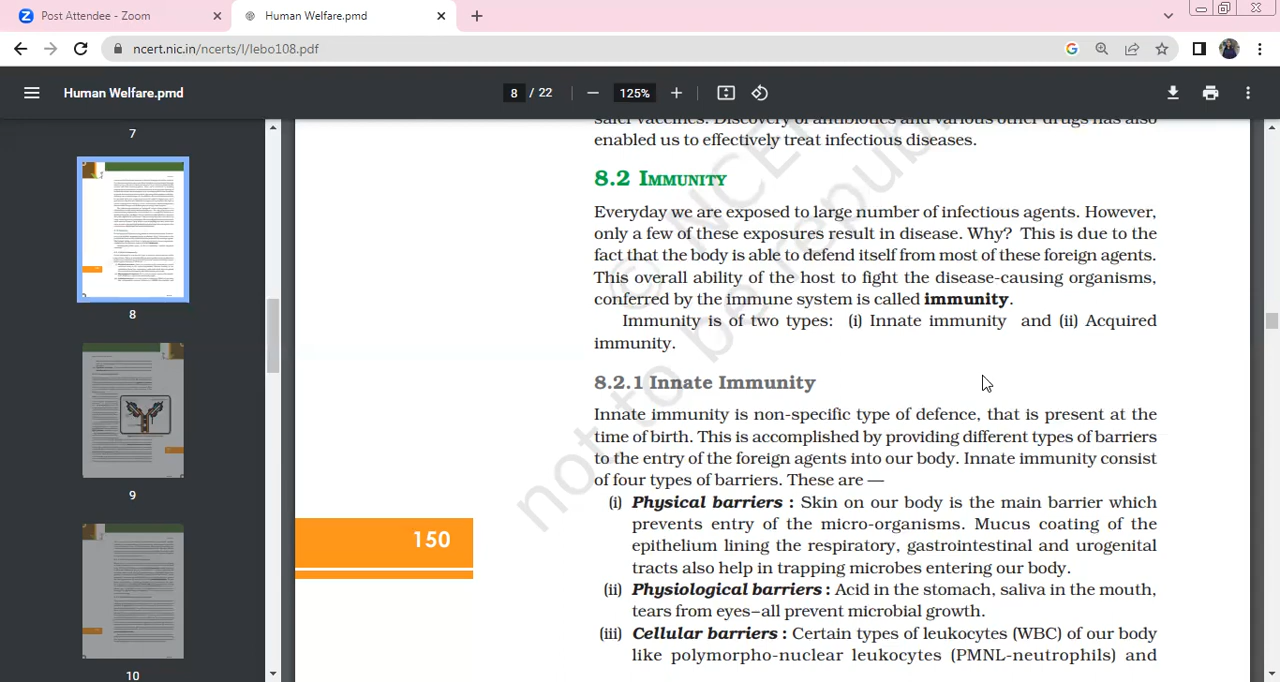 Post Attendee - Zoom
Human Welfare.pmd
ncert.nic.in/ncerts/l/lebo108.pdf
Human Welfare.pmd
8 / 22
125%
7
8
9
10
safer vaccines. Discovery of antibiotics and various other drugs has also
enabled us to effectively treat infectious diseases.
8.2 IMMUNITY
Everyday we are exposed to large number of infectious agents. However,
only a few of these exposures result in disease. Why? This is due to the
fact that the body is able to defend itself from most of these foreign agents.
This overall ability of the host to fight the disease-causing organisms,
conferred by the immune system is called immunity.
Immunity is of two types: (i) Innate immunity and (ii) Acquired
immunity.
8.2.1 Innate Immunity
Innate immunity is non-specific type of defence, that is present at the
time of birth. This is accomplished by providing different types of barriers
to the entry of the foreign agents into our body. Innate immunity consist
of four types of barriers. These are —
(i) Physical barriers : Skin on our body is the main barrier which
prevents entry of the micro-organisms. Mucus coating of the
epithelium lining the respiratory, gastrointestinal and urogenital
tracts also help in trapping microbes entering our body.
(ii) Physiological barriers : Acid in the stomach, saliva in the mouth,
tears from eyes–all prevent microbial growth.
(iii) Cellular barriers : Certain types of leukocytes (WBC) of our body
like polymorpho-nuclear leukocytes (PMNL-neutrophils) and
150
© NCERT
not to be republi